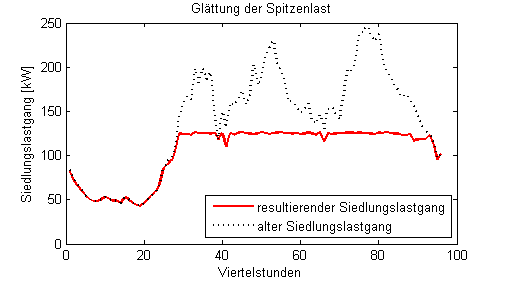 Glättung der Spitzenlast
250
200
150
100
50
0
Siedlungslastgang [kW]
resultierender Siedlungslastgang
alter Siedlungslastgang
0 20 40 60 80 100
Viertelstunden